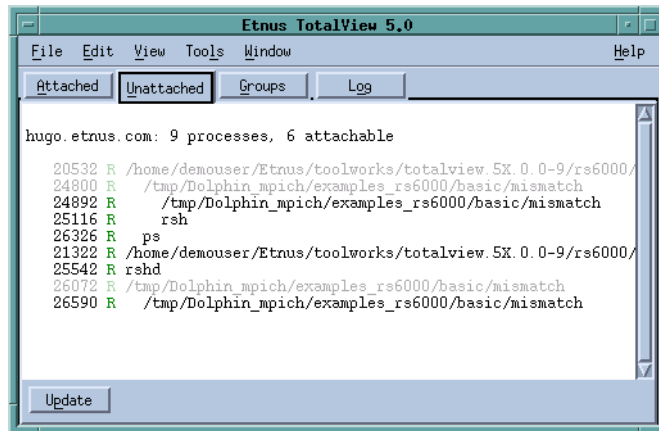 Etnus TotalView 5.0
File Edit View Tools Window Help
Attached Unattached Groups Log
hugo.etnus.com: 9 processes, 6 attachable
20532 R /home/demouser/Etnus/toolworks/totalview.5X.0.0-9/rs6000/
24800 R /tmp/Dolphin_mpich/examples_rs6000/basic/mismatch
24892 R /tmp/Dolphin_mpich/examples_rs6000/basic/mismatch
25116 R rsh
26326 R ps
21322 R /home/demouser/Etnus/toolworks/totalview.5X.0.0-9/rs6000/
25542 R rshd
26072 R /tmp/Dolphin_mpich/examples_rs6000/basic/mismatch
26590 R /tmp/Dolphin_mpich/examples_rs6000/basic/mismatch
Update